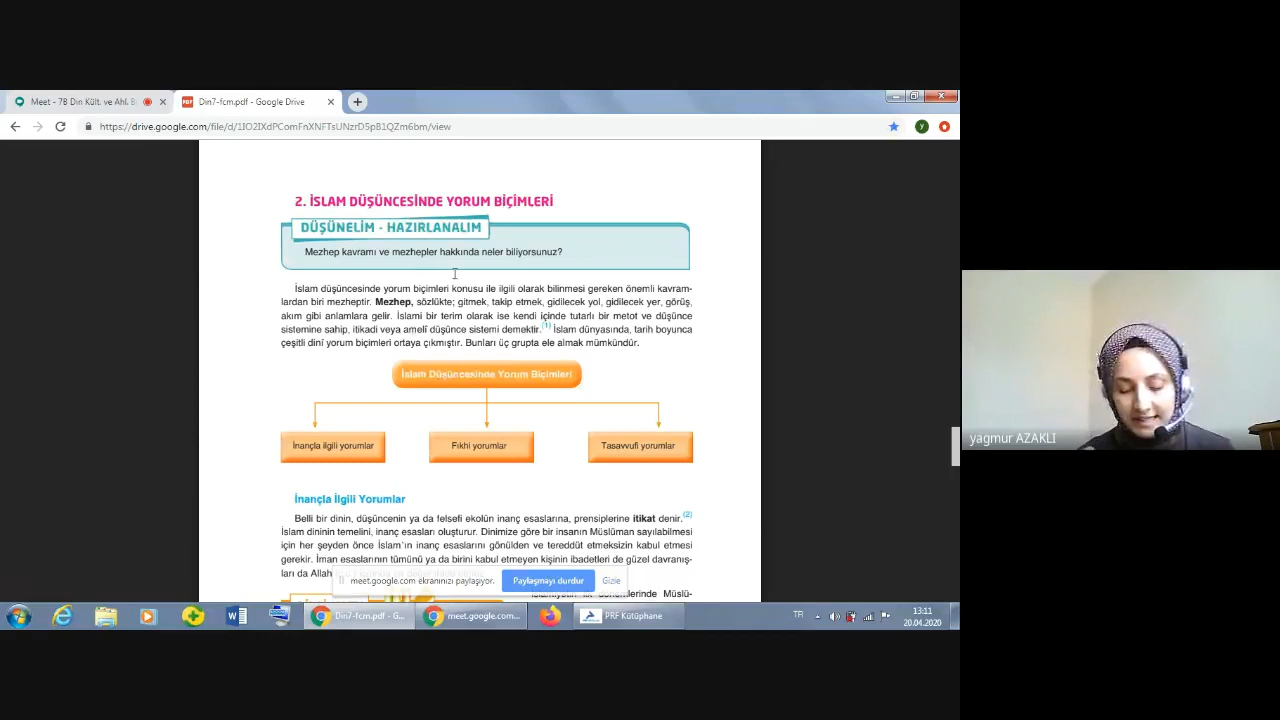 Meet - 7B Din Kült. ve Ahl. B
Din7-fcm.pdf - Google Drive
https://drive.google.com/file/d/1IO2IXdPComFnXNFTsUNzrD5pB1QZm6bm/view
2. İSLAM DÜŞÜNCESİNDE YORUM BİÇİMLERİ
DÜŞÜNELİM - HAZIRLANALIM
Mezhep kavramı ve mezhepler hakkında neler biliyorsunuz?
İslam düşüncesinde yorum biçimleri konusu ile ilgili olarak bilinmesi gereken önemli kavram-
lardan biri mezheptir. Mezhep, sözlükte; gitmek, takip etmek, gidilecek yol, gidilecek yer, görüş,
akım gibi anlamlara gelir. İslami bir terim olarak ise kendi içinde tutarlı bir metot ve düşünce
sistemine sahip, itikadi veya amelî düşünce sistemi demektir.(1) İslam dünyasında, tarih boyunca
çeşitli dinî yorum biçimleri ortaya çıkmıştır. Bunları üç grupta ele almak mümkündür.
İslam Düşüncesinde Yorum Biçimleri
İnançla ilgili yorumlar
Fıkhi yorumlar
Tasavvufi yorumlar
İnançla İlgili Yorumlar
Belli bir dinin, düşüncenin ya da felsefi ekolün inanç esaslarına, prensiplerine itikat denir.(2)
İslam dininin temelini, inanç esasları oluşturur. Dinimize göre bir insanın Müslüman sayılabilmesi
için her şeyden önce İslam'ın inanç esaslarını gönülden ve tereddüt etmeksizin kabul etmesi
gerekir. İman esaslarının tümünü ya da birini kabul etmeyen kişinin ibadetleri de güzel davranış-
ları da Allah
meet.google.com ekranınızı paylaşıyor.
Paylaşmayı durdur
Gizle
Müslü-
Din7-fcm.pdf - G...
meet.google.com...
PRF Kütüphane
TR
13:11
20.04.2020
yagmur AZAKLI